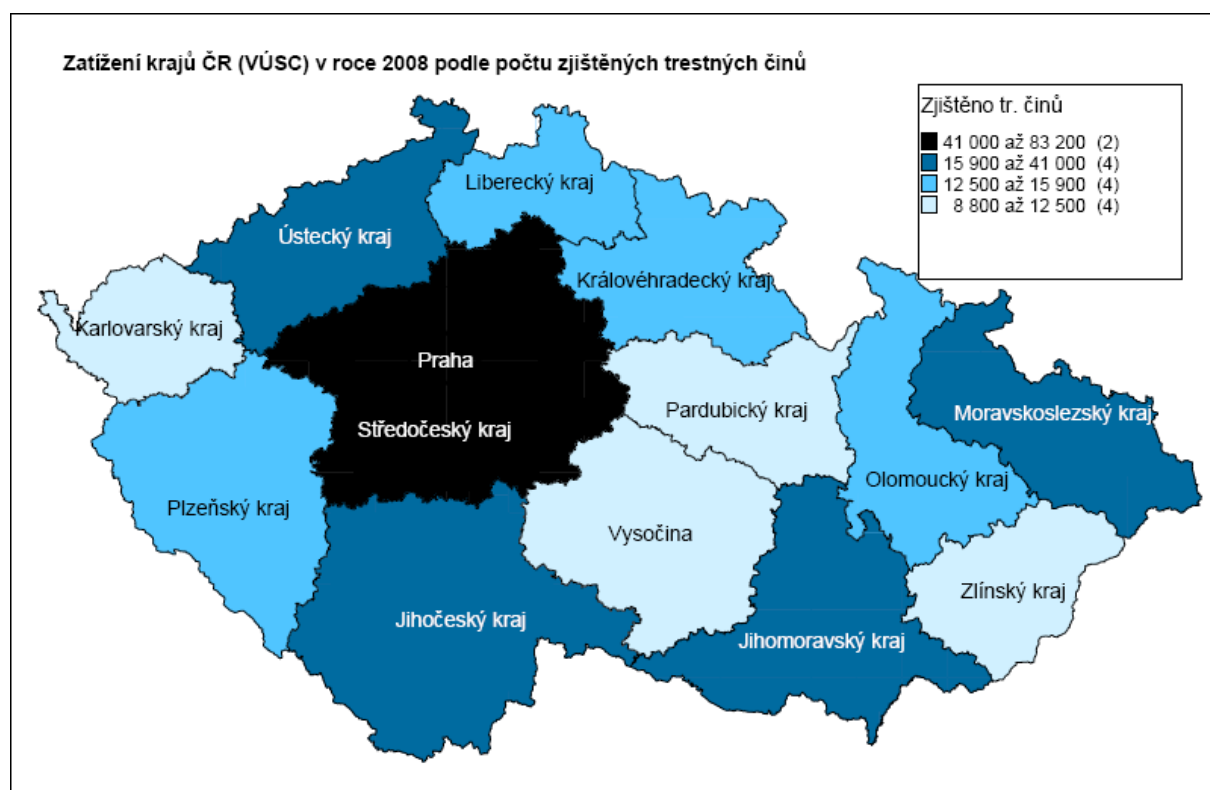 Zatížení krajů ČR (VÚSC) v roce 2008 podle počtu zjištěných trestných činů
Zjištěno tr. činů
41 000 až 83 200 (2)
15 900 až 41 000 (4)
12 500 až 15 900 (4)
8 800 až 12 500 (4)
Liberecký kraj
Ústecký kraj
Královéhradecký kraj
Karlovarský kraj
Praha
Pardubický kraj
Moravskoslezský kraj
Středočeský kraj
Olomoucký kraj
Plzeňský kraj
Vysočina
Zlínský kraj
Jihočeský kraj
Jihomoravský kraj